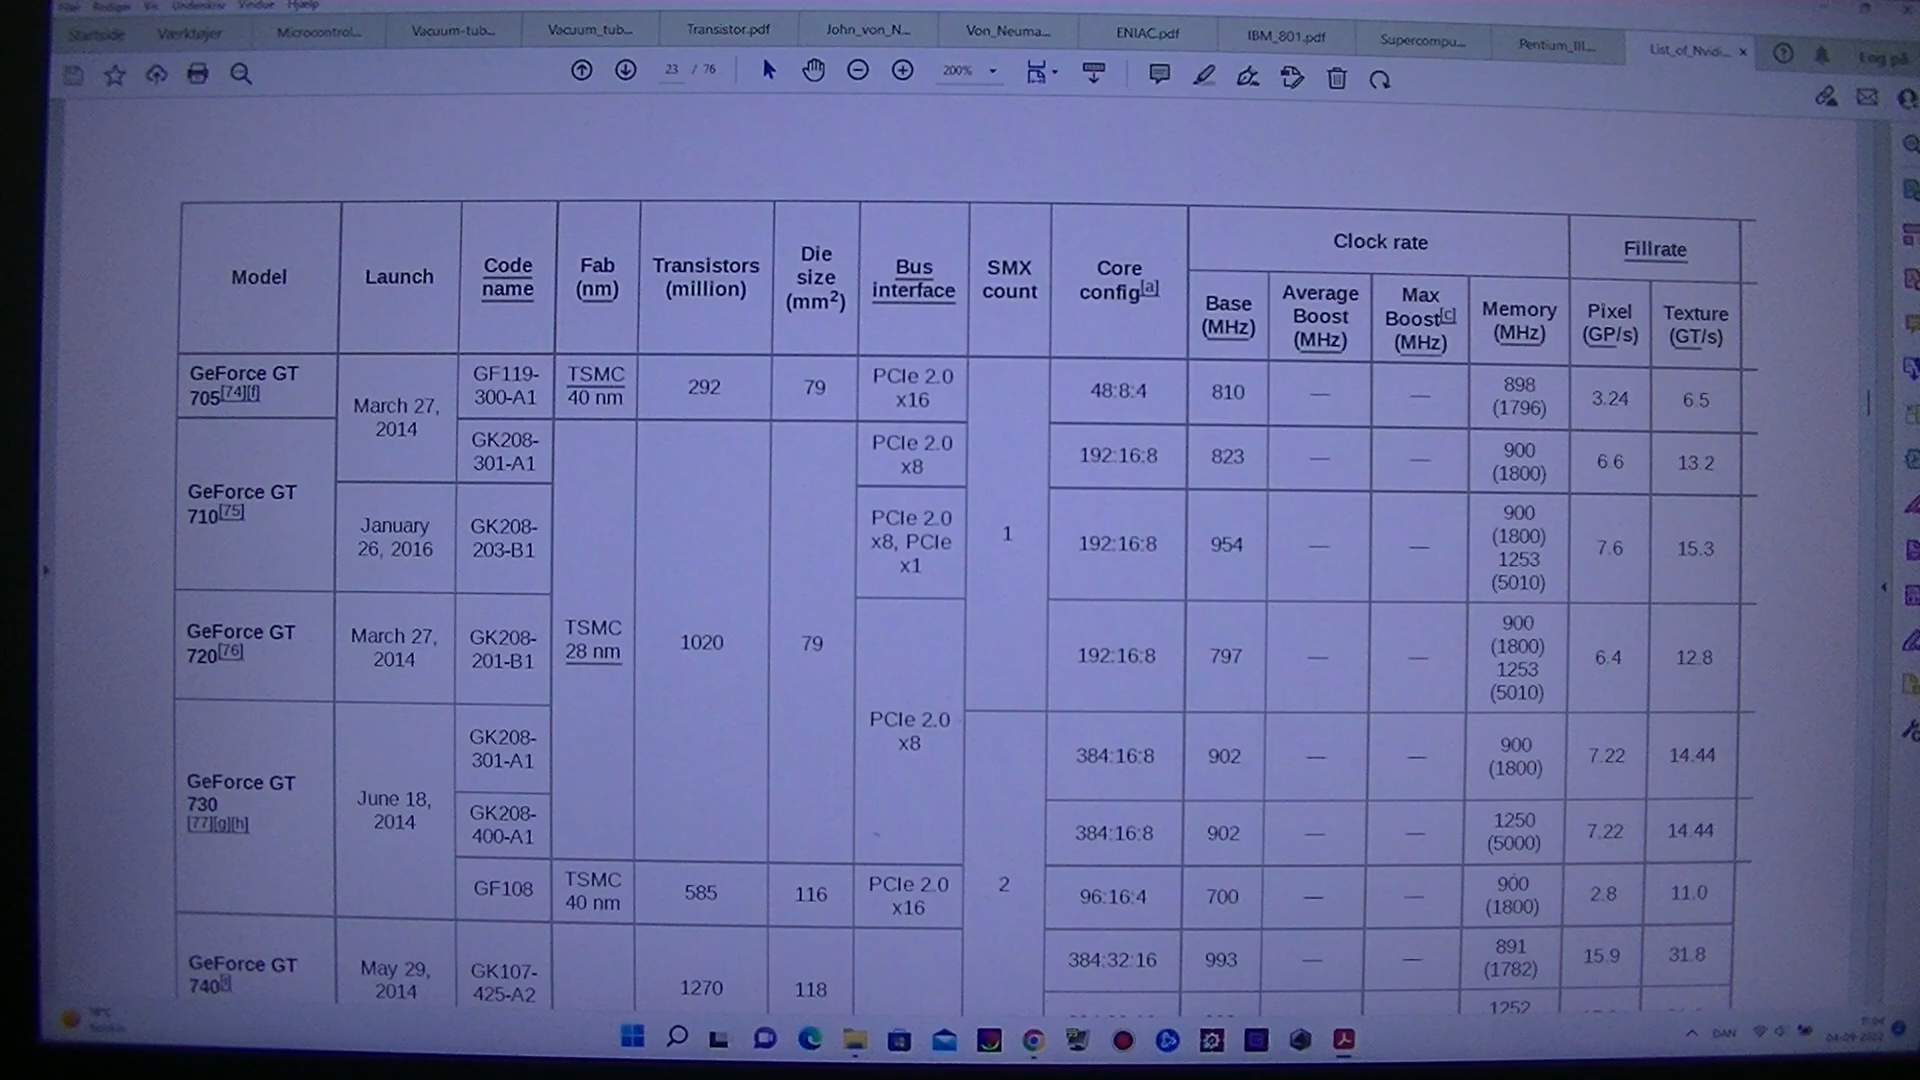 Filer Rediger Vis Underskriv Vindue Hjælp
Startside Værktøjer Microcontrol... Vacuum-tub... Vacuum_tub... Transistor.pdf John_von_N... Von_Neuma... ENIAC.pdf IBM_801.pdf Supercompu... Pentium_III... List_of_Nvidi... × Log på
23 / 76 200%
Model Launch Code name Fab (nm) Transistors (million) Die size (mm2) Bus interface SMX count Core config[a] Clock rate Fillrate
Base (MHz) Average Boost (MHz) Max Boost[c] (MHz) Memory (MHz) Pixel (GP/s) Texture (GT/s)
GeForce GT 705[74][f] March 27, 2014 GF119-300-A1 TSMC 40 nm 292 79 PCIe 2.0 x16 1 48:8:4 810 — — 898 (1796) 3.24 6.5
GeForce GT 710[75] GK208-301-A1 TSMC 28 nm 1020 79 PCIe 2.0 x8 192:16:8 823 — — 900 (1800) 6.6 13.2
January 26, 2016 GK208-203-B1 PCIe 2.0 x8, PCIe x1 192:16:8 954 — — 900 (1800) 1253 (5010) 7.6 15.3
GeForce GT 720[76] March 27, 2014 GK208-201-B1 PCIe 2.0 x8 192:16:8 797 — — 900 (1800) 1253 (5010) 6.4 12.8
GeForce GT 730 [77][g][h] June 18, 2014 GK208-301-A1 2 384:16:8 902 — — 900 (1800) 7.22 14.44
GK208-400-A1 384:16:8 902 — — 1250 (5000) 7.22 14.44
GF108 TSMC 40 nm 585 116 PCIe 2.0 x16 96:16:4 700 — — 900 (1800) 2.8 11.0
GeForce GT 740 May 29, 2014 GK107-425-A2 1270 118 384:32:16 993 — — 891 (1782) 15.9 31.8
1252
DAN